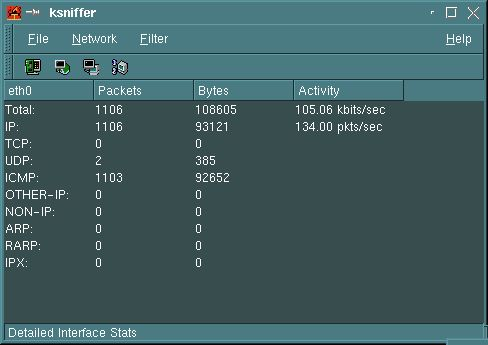 ksniffer
File Network Filter Help
eth0 Packets Bytes Activity
Total: 1106 108605 105.06 kbits/sec
IP: 1106 93121 134.00 pkts/sec
TCP: 0 0
UDP: 2 385
ICMP: 1103 92652
OTHER-IP: 0 0
NON-IP: 0 0
ARP: 0 0
RARP: 0 0
IPX: 0 0
Detailed Interface Stats